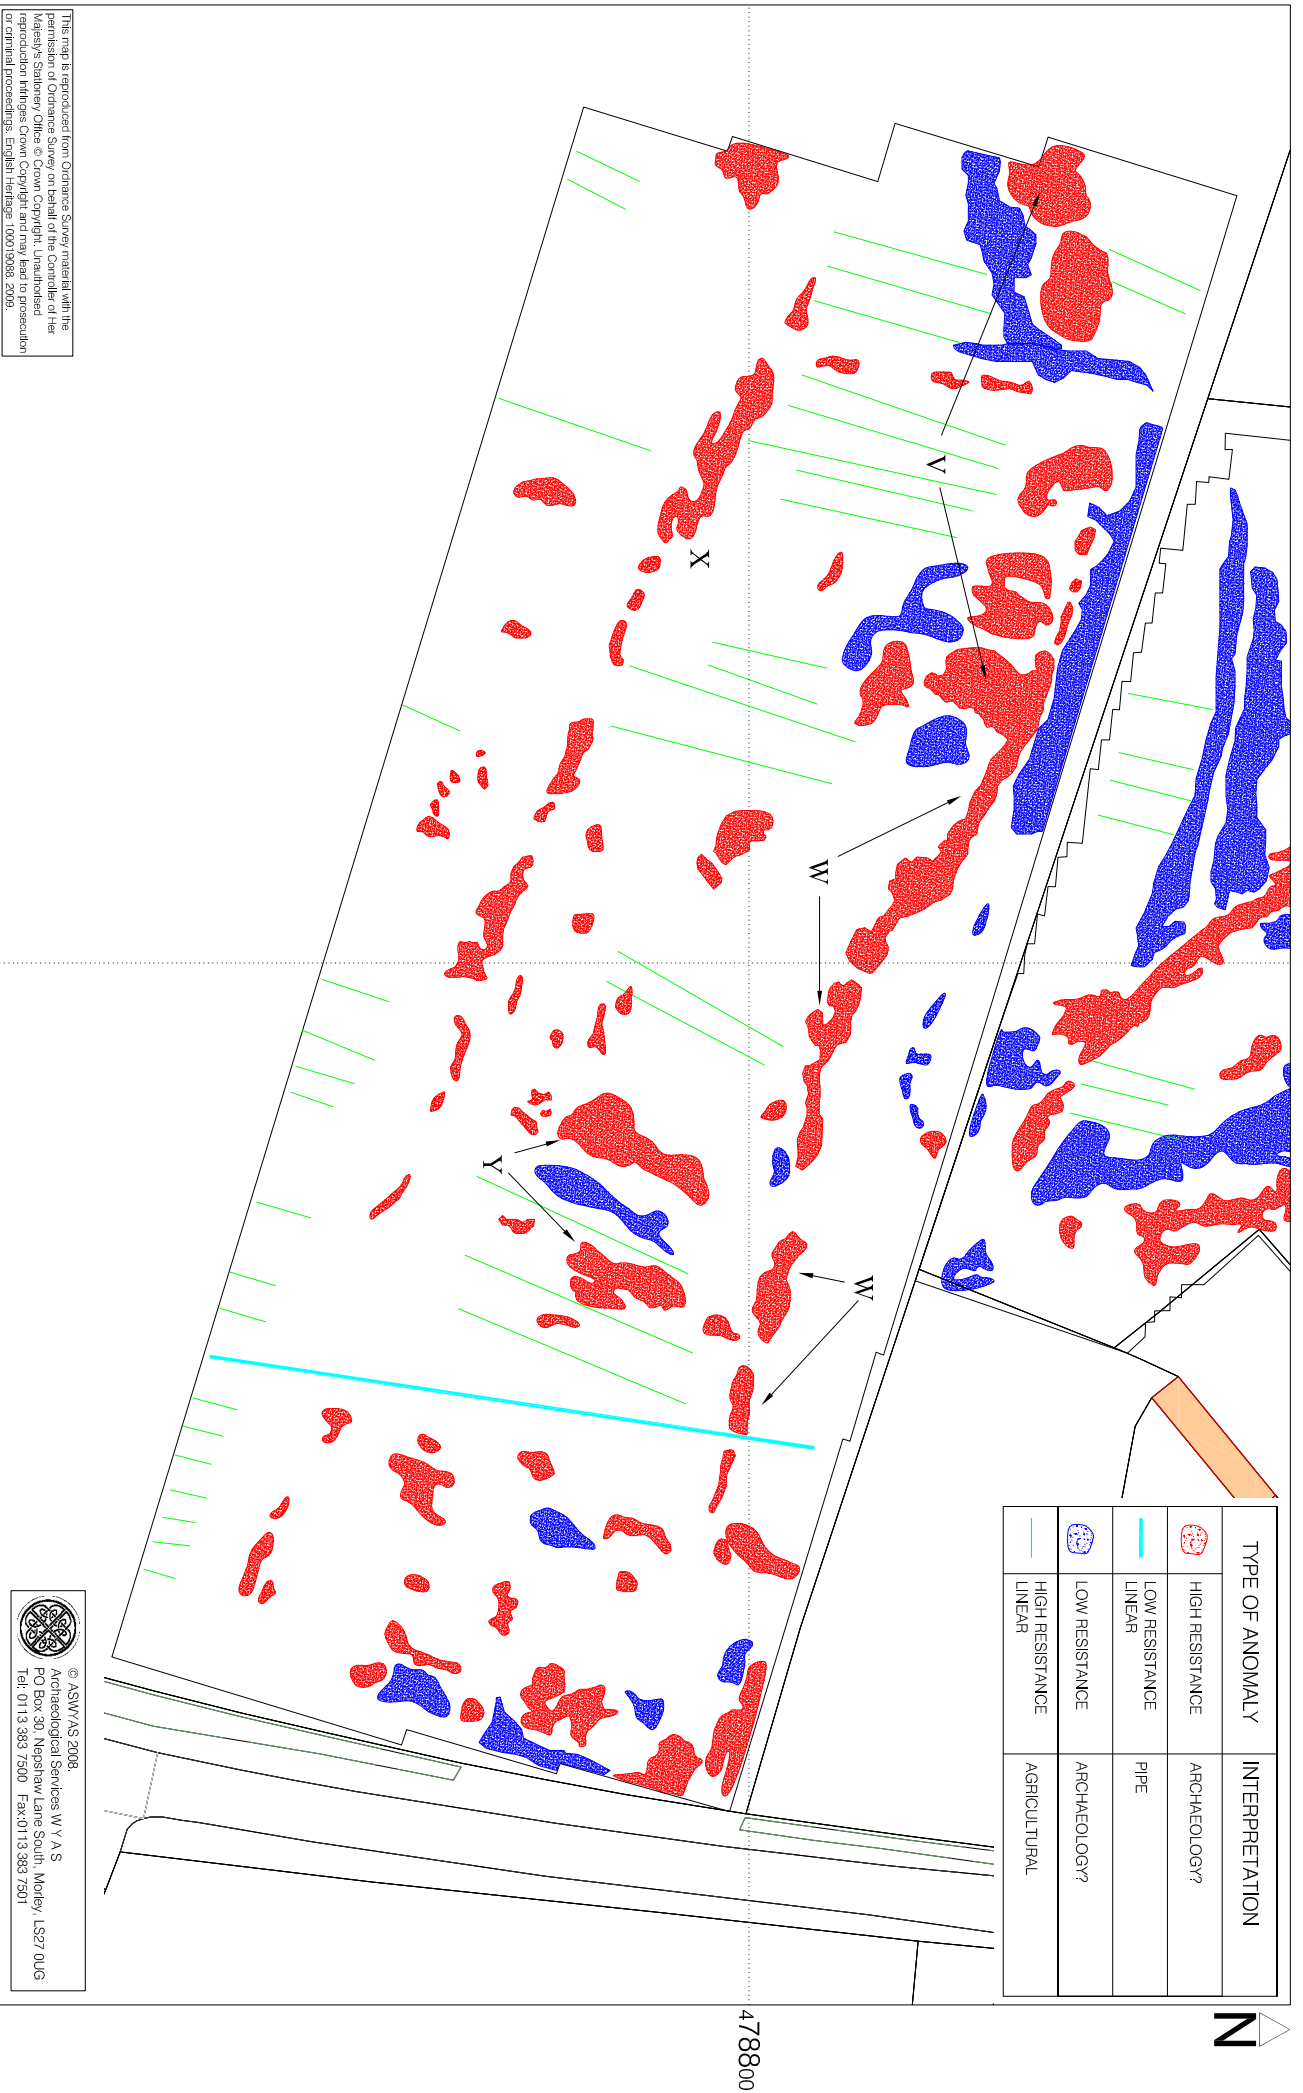 This map is reproduced from Ordnance Survey material with the
permission of Ordnance Survey on behalf of the Controller of Her
Majesty's Stationery Office © Crown Copyright. Unauthorised
reproduction infringes Crown Copyright and may lead to prosecution
or criminal proceedings. English Heritage 100019088. 2009.
V
X
W
Y
W
TYPE OF ANOMALY
INTERPRETATION
HIGH RESISTANCE
ARCHAEOLOGY?
LOW RESISTANCE
LINEAR
PIPE
LOW RESISTANCE
ARCHAEOLOGY?
HIGH RESISTANCE
LINEAR
AGRICULTURAL
© ASWYAS 2008.
Archaeological Services W Y A S
PO Box 30, Nepshaw Lane South, Morley, LS27 0UG
Tel: 0113 383 7500 Fax:0113 383 7501
N
478800